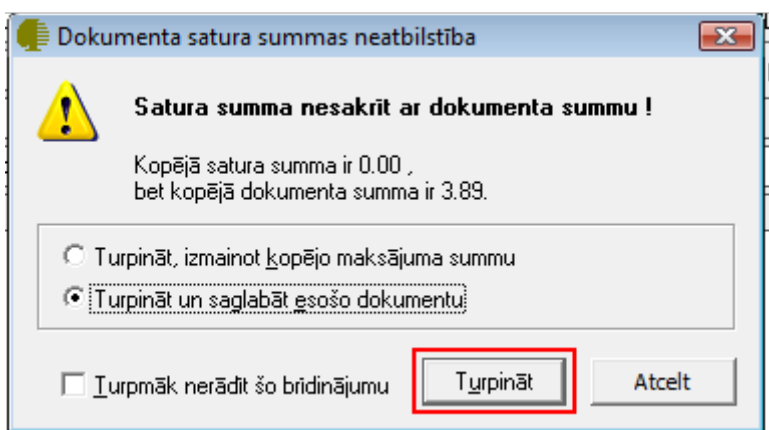 Dokumenta satura summas neatbilstība
Satura summa nesakrīt ar dokumenta summu !
Kopējā satura summa ir 0.00 ,
bet kopējā dokumenta summa ir 3.89.
Turpināt, izmainot kopējo maksājuma summu
Turpināt un saglabāt esošo dokumentu
Turpmāk nerādīt šo brīdinājumu
Turpināt
Atcelt